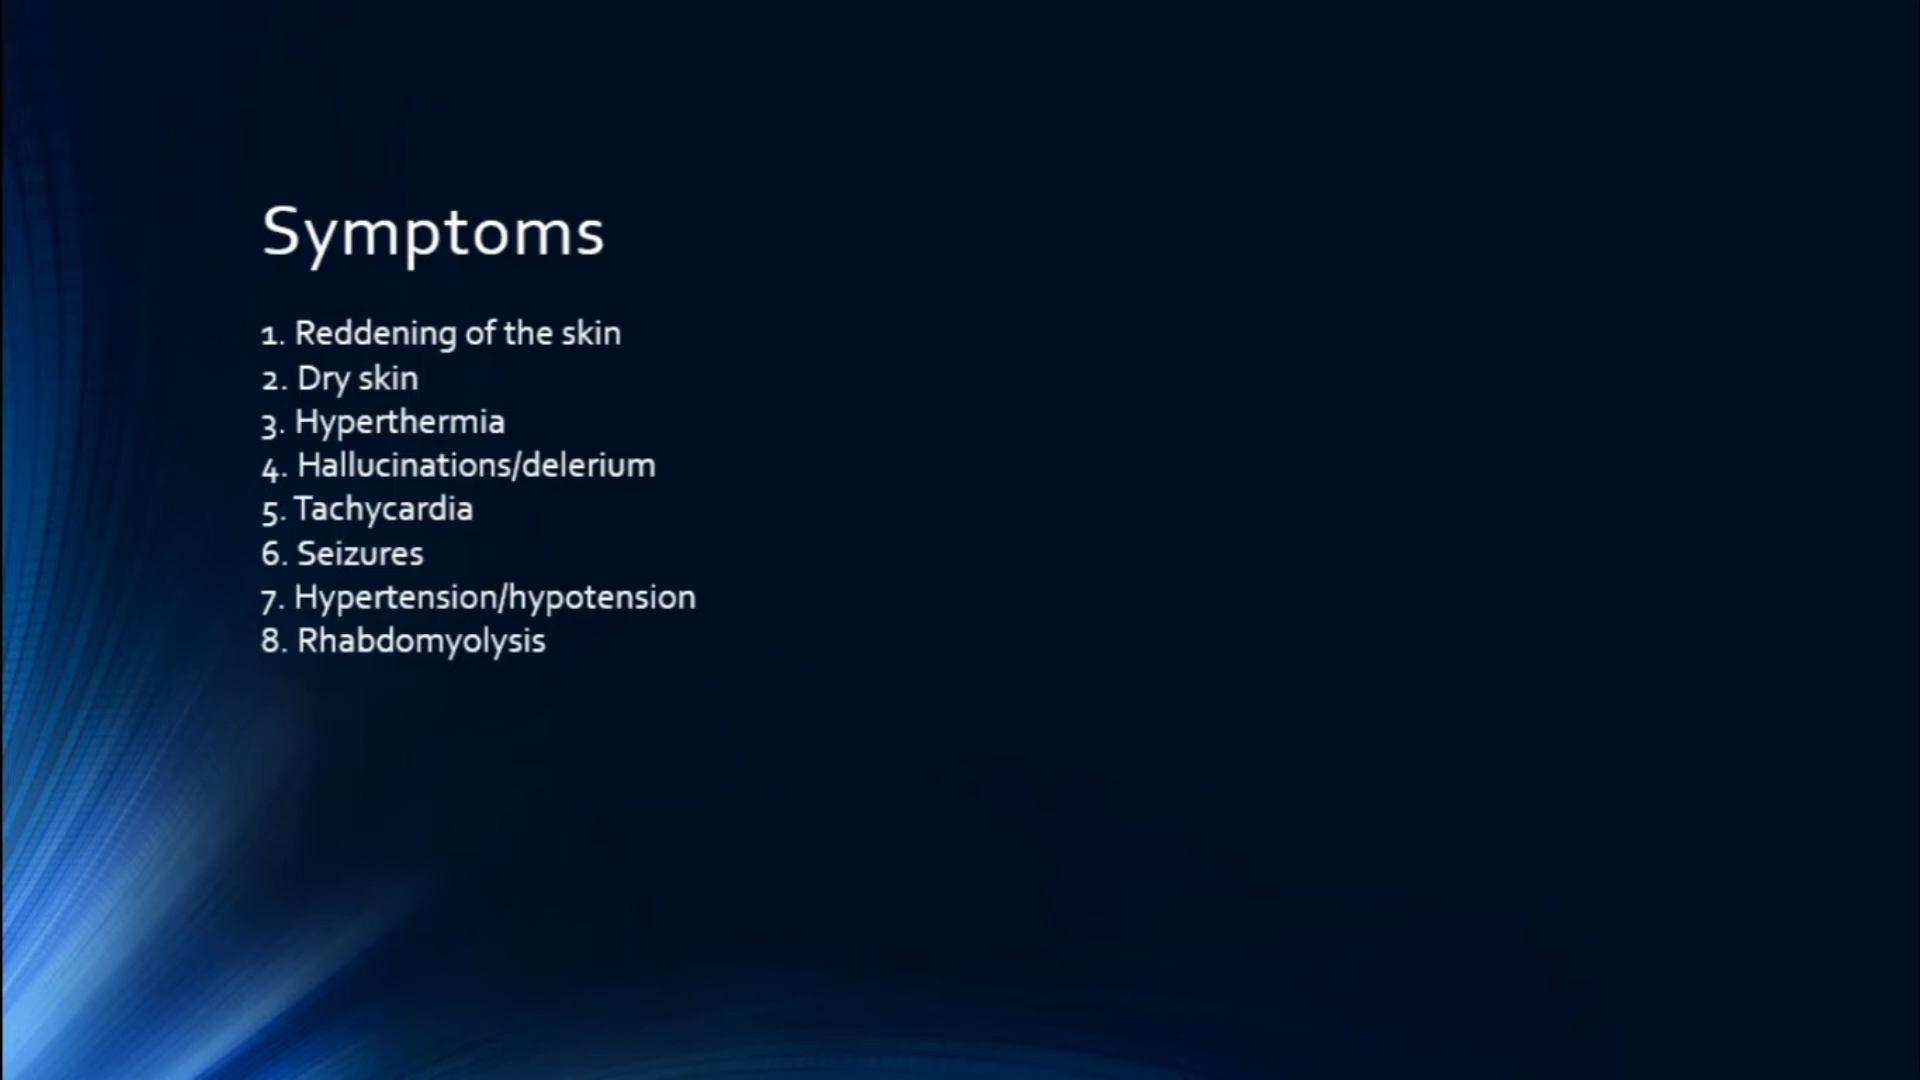 Symptoms
1. Reddening of the skin
2. Dry skin
3. Hyperthermia
4. Hallucinations/delerium
5. Tachycardia
6. Seizures
7. Hypertension/hypotension
8. Rhabdomyolysis